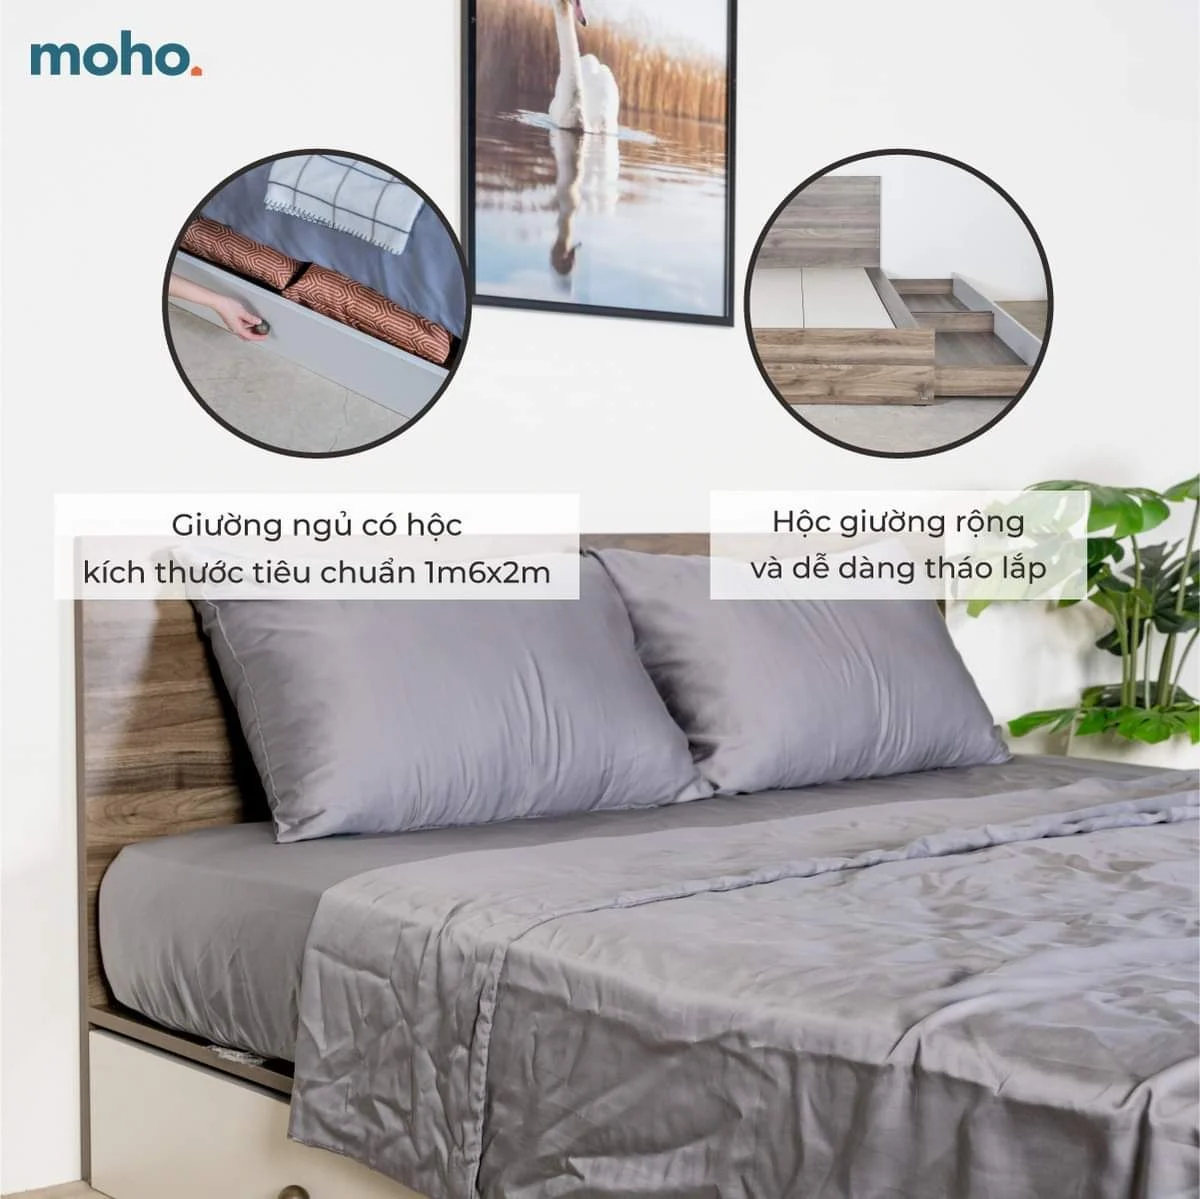 moho.
Giường ngủ có hộc
kích thước tiêu chuẩn 1m6x2m
Hộc giường rộng
và dễ dàng tháo lắp